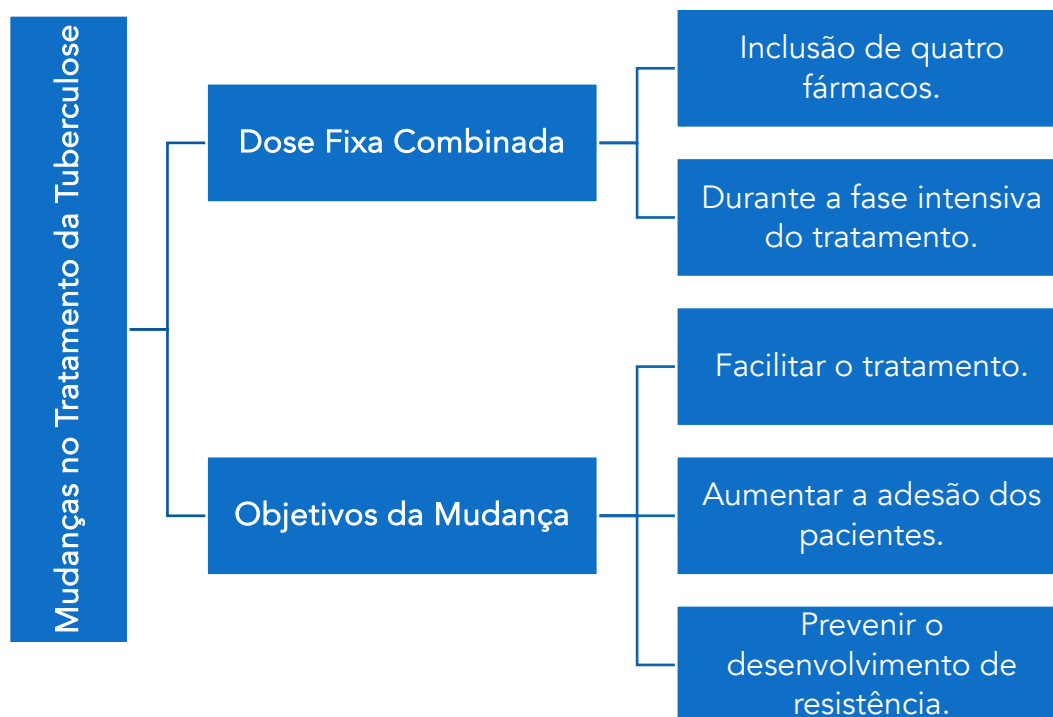 Mudanças no Tratamento da Tuberculose
Dose Fixa Combinada
Inclusão de quatro
fármacos.
Durante a fase intensiva
do tratamento.
Objetivos da Mudança
Facilitar o tratamento.
Aumentar a adesão dos
pacientes.
Prevenir o
desenvolvimento de
resistência.